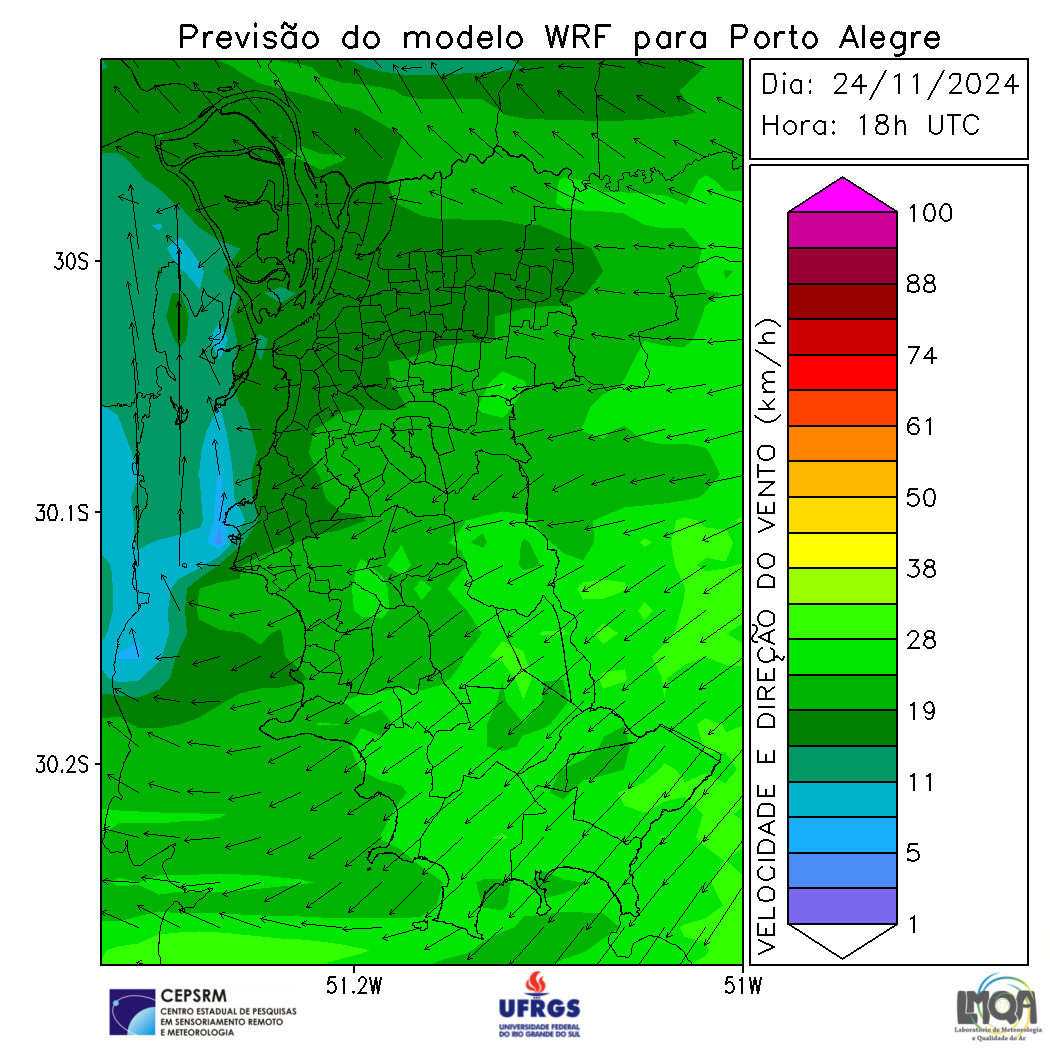 Previsão do modelo WRF para Porto Alegre
Dia: 24/11/2024
Hora: 18h UTC
30S
30.1S
30.2S
51.2W
51W
VELOCIDADE E DIREÇÃO DO VENTO (km/h)
100
88
74
61
50
38
28
19
11
5
1
CEPSRM
CENTRO ESTADUAL DE PESQUISAS
EM SENSORIAMENTO REMOTO
E METEOROLOGIA
UFRGS
UNIVERSIDADE FEDERAL
DO RIO GRANDE DO SUL
LMQA
Laboratório de Meteorologia
e Qualidade do Ar